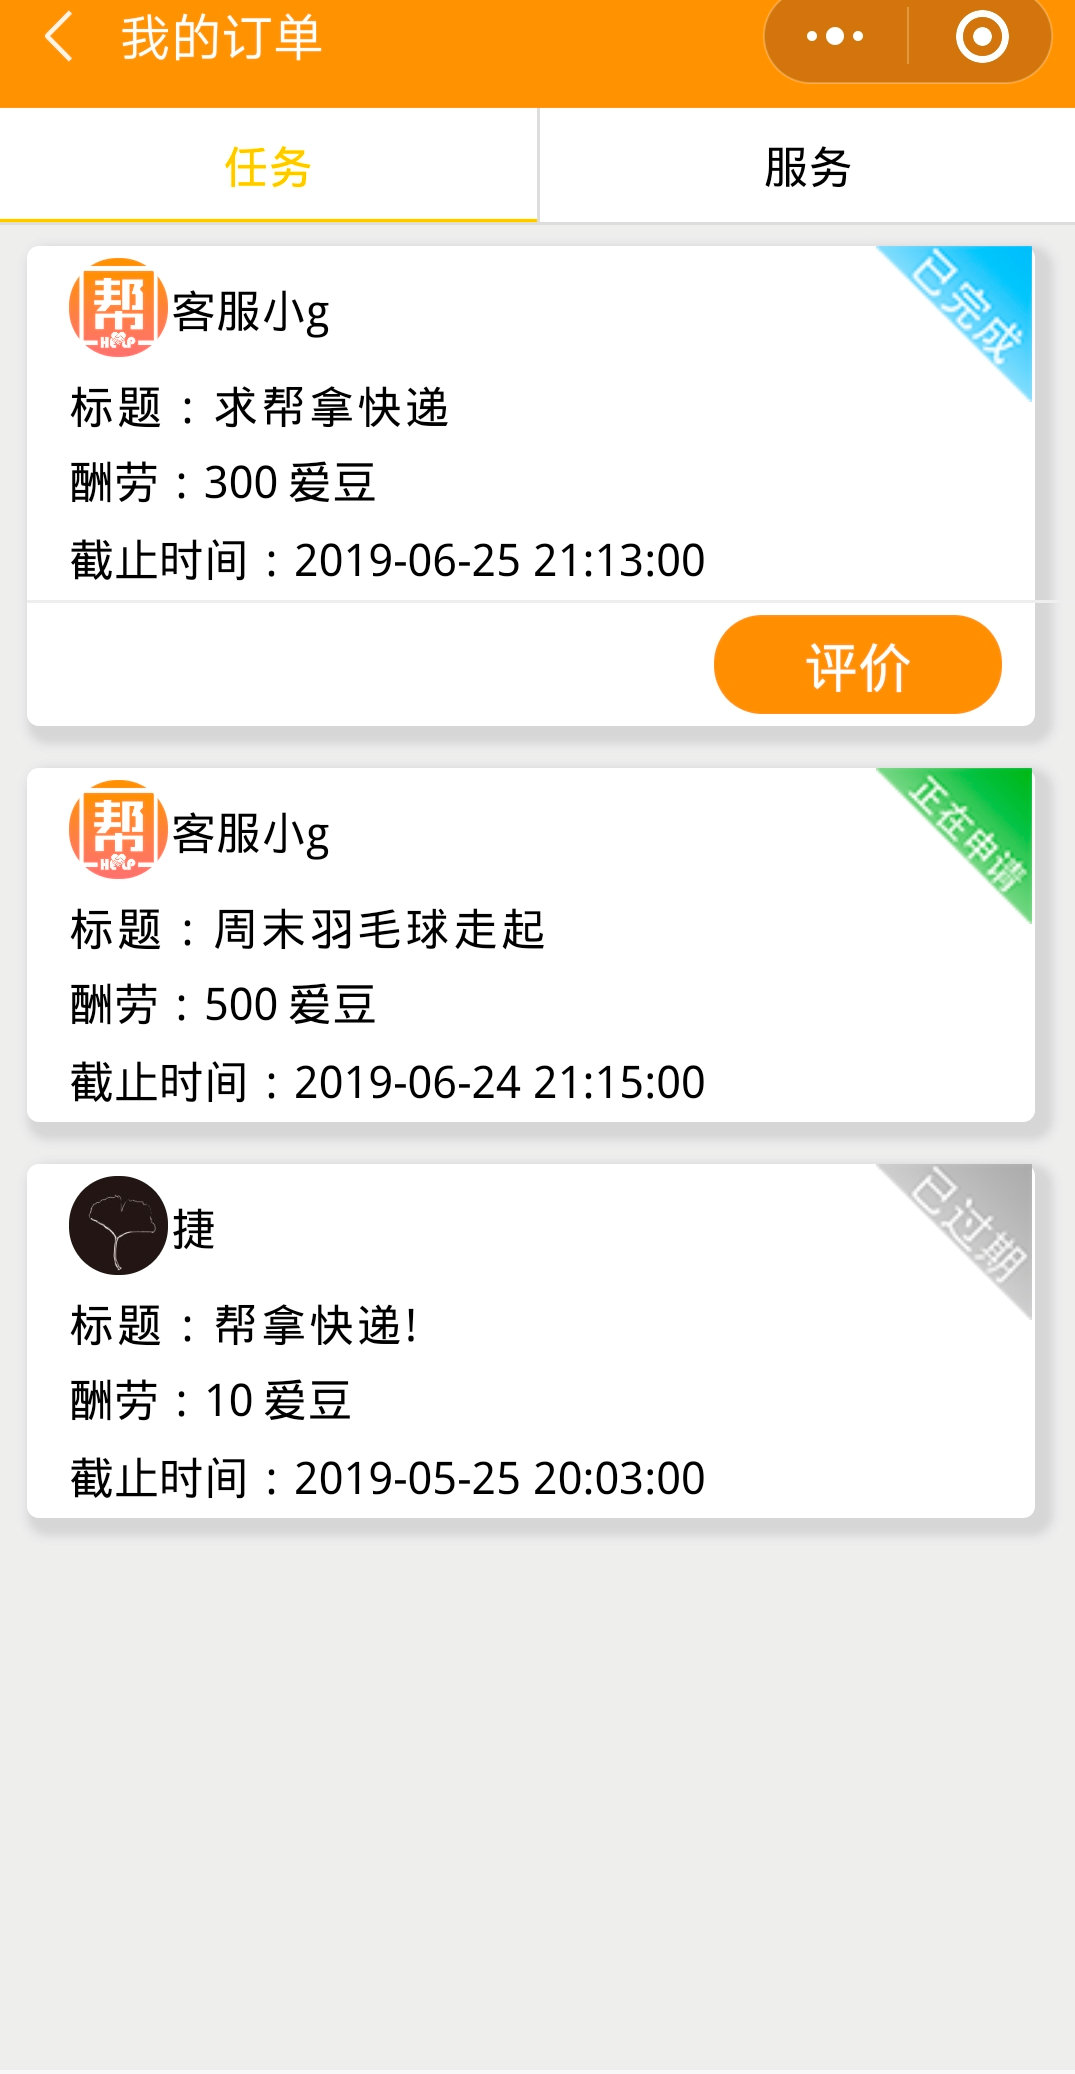 我的订单
任务
服务
帮
HELP
客服小g
已完成
标题：求帮拿快递
酬劳：300 爱豆
截止时间：2019-06-25 21:13:00
评价
帮
HELP
客服小g
正在申请
标题：周末羽毛球走起
酬劳：500 爱豆
截止时间：2019-06-24 21:15:00
捷
已过期
标题：帮拿快递!
酬劳：10 爱豆
截止时间：2019-05-25 20:03:00